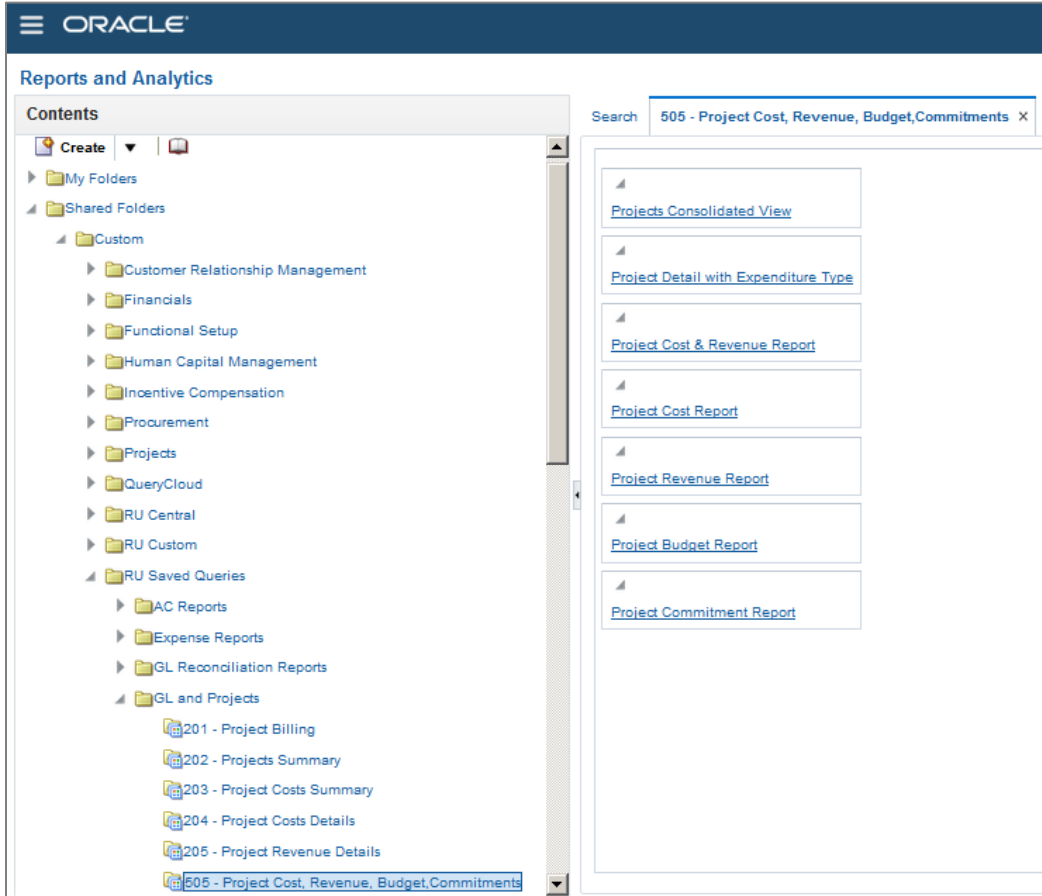 ORACLE
Reports and Analytics
Contents
Create
My Folders
Shared Folders
Custom
Customer Relationship Management
Financials
Functional Setup
Human Capital Management
Incentive Compensation
Procurement
Projects
QueryCloud
RU Central
RU Custom
RU Saved Queries
AC Reports
Expense Reports
GL Reconciliation Reports
GL and Projects
201 - Project Billing
202 - Projects Summary
203 - Project Costs Summary
204 - Project Costs Details
205 - Project Revenue Details
505 - Project Cost, Revenue, Budget,Commitments
Search 505 - Project Cost, Revenue, Budget,Commitments ×
Projects Consolidated View
Project Detail with Expenditure Type
Project Cost & Revenue Report
Project Cost Report
Project Revenue Report
Project Budget Report
Project Commitment Report